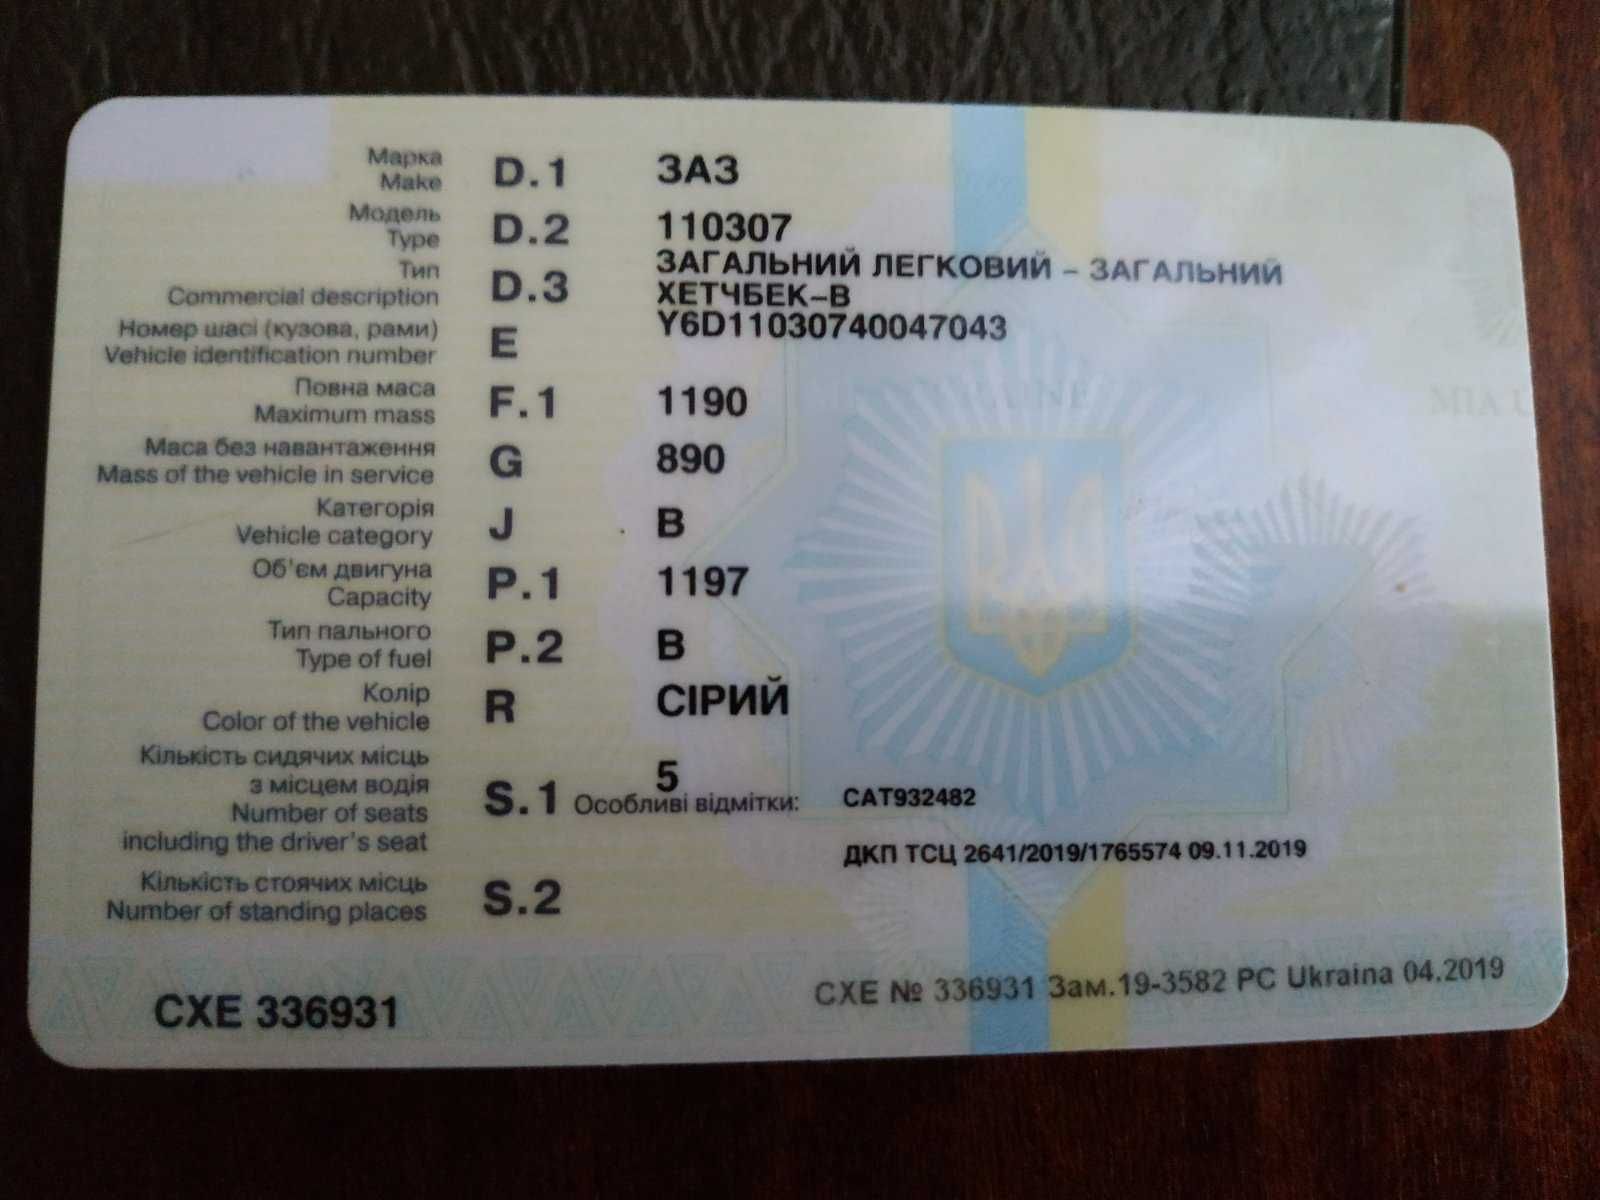 Марка
Make D.1 ЗАЗ
Модель
Type D.2 110307
Тип
Commercial description D.3 ЗАГАЛЬНИЙ ЛЕГКОВИЙ – ЗАГАЛЬНИЙ
ХЕТЧБЕК–В
Номер шасі (кузова, рами)
Vehicle identification number E Y6D11030740047043
Повна маса
Maximum mass F.1 1190
Маса без навантаження
Mass of the vehicle in service G 890
Категорія
Vehicle category J B
Об'єм двигуна
Capacity P.1 1197
Тип пального
Type of fuel P.2 B
Колір
Color of the vehicle R СІРИЙ
Кількість сидячих місць
з місцем водія
Number of seats
including the driver's seat S.1 5
Особливі відмітки: САТ932482
ДКП ТСЦ 2641/2019/1765574 09.11.2019
Кількість стоячих місць
Number of standing places S.2
СХЕ 336931
СХЕ № 336931 Зам.19-3582 РС Ukraina 04.2019
MIA U